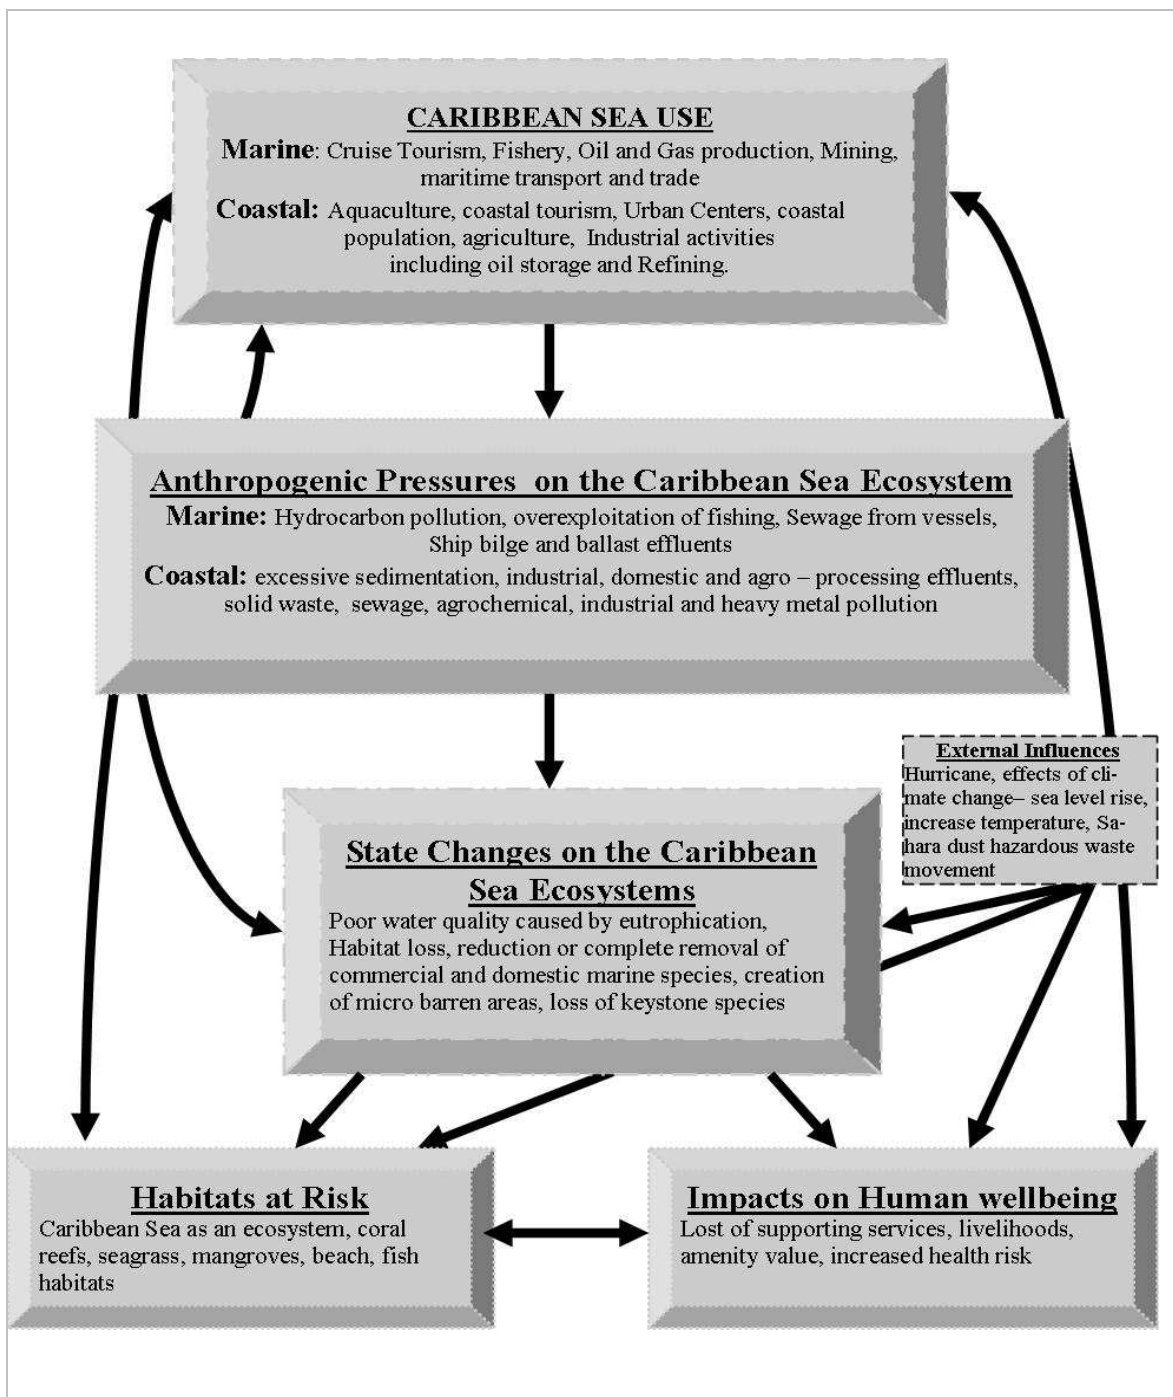 CARIBBEAN SEA USE
Marine: Cruise Tourism, Fishery, Oil and Gas production, Mining,
maritime transport and trade
Coastal: Aquaculture, coastal tourism, Urban Centers, coastal
population, agriculture, Industrial activities
including oil storage and Refining.
Anthropogenic Pressures on the Caribbean Sea Ecosystem
Marine: Hydrocarbon pollution, overexploitation of fishing, Sewage from vessels,
Ship bilge and ballast effluents
Coastal: excessive sedimentation, industrial, domestic and agro – processing effluents,
solid waste, sewage, agrochemical, industrial and heavy metal pollution
External Influences
Hurricane, effects of cli-
mate change– sea level rise,
increase temperature, Sa-
hara dust hazardous waste
movement
State Changes on the Caribbean
Sea Ecosystems
Poor water quality caused by eutrophication,
Habitat loss, reduction or complete removal of
commercial and domestic marine species, creation
of micro barren areas, loss of keystone species
Habitats at Risk
Caribbean Sea as an ecosystem, coral
reefs, seagrass, mangroves, beach, fish
habitats
Impacts on Human wellbeing
Lost of supporting services, livelihoods,
amenity value, increased health risk